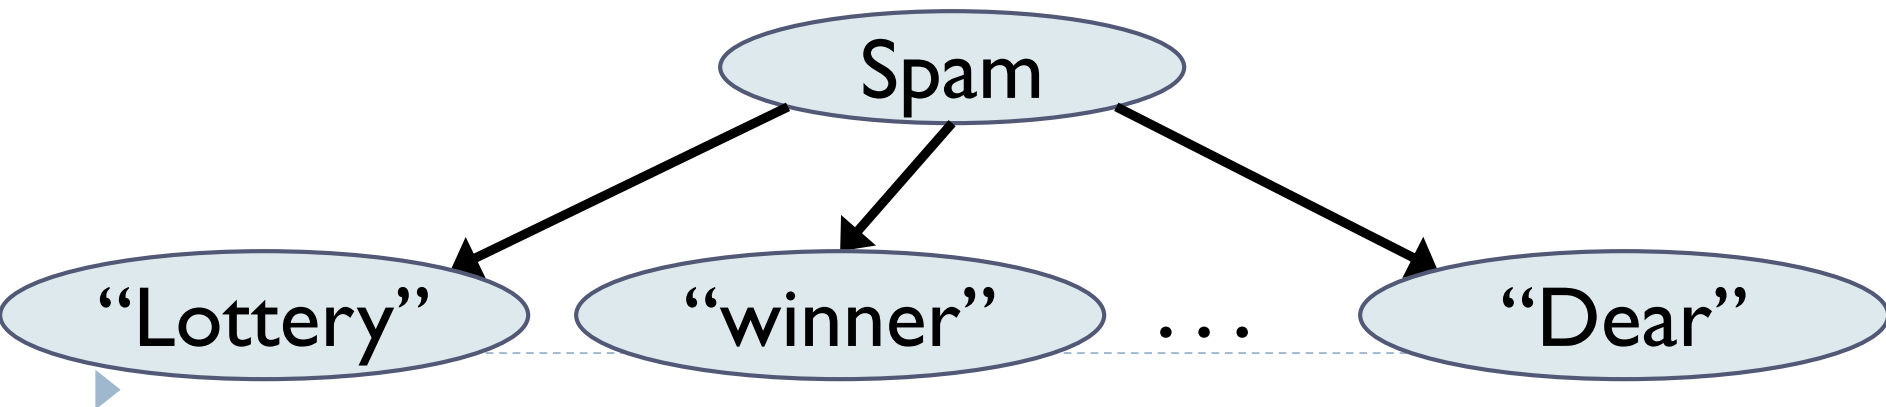 Spam
“Lottery” “winner” ... “Dear”